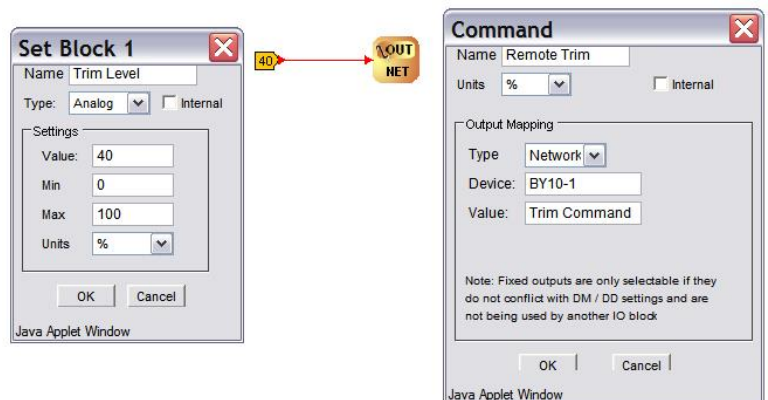 Set Block 1
Name Trim Level
Type: Analog Internal
Settings
Value: 40
Min 0
Max 100
Units %
OK Cancel
Java Applet Window
40
OUT
NET
Command
Name Remote Trim
Units % Internal
Output Mapping
Type Network
Device: BY10-1
Value: Trim Command
Note: Fixed outputs are only selectable if they
do not conflict with DM / DD settings and are
not being used by another IO block
OK Cancel
Java Applet Window